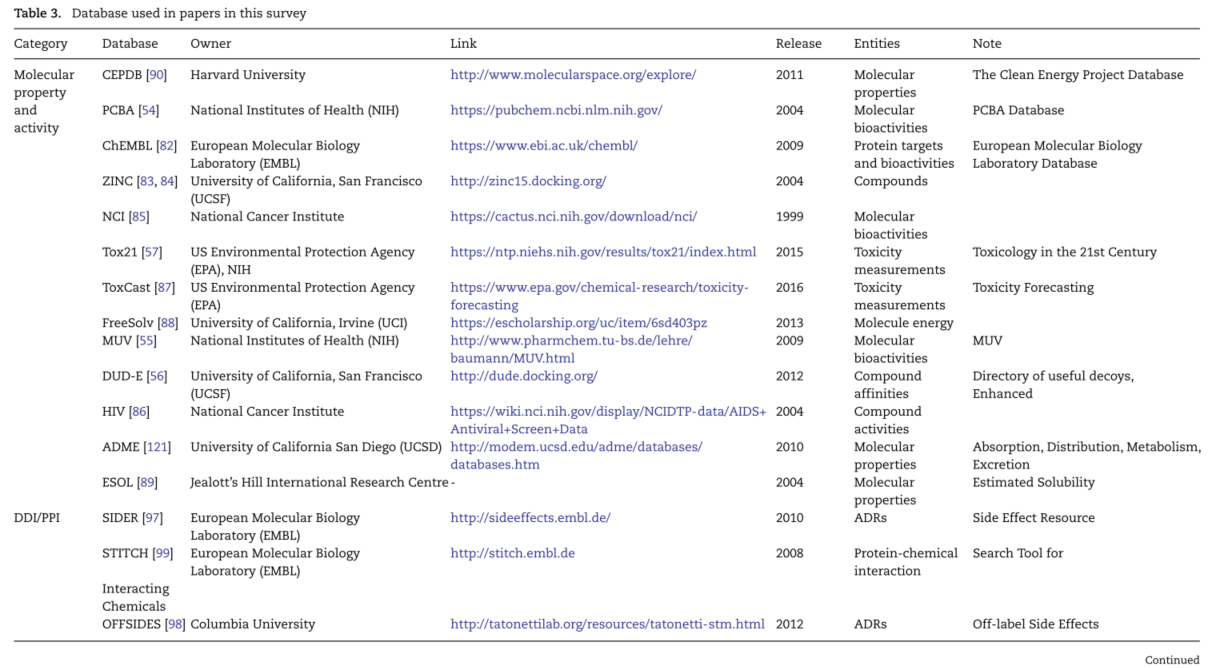 Table 3. Database used in papers in this survey
Category Database Owner Link Release Entities Note
Molecular CEPDB [90] Harvard University http://www.molecularspace.org/explore/ 2011 Molecular The Clean Energy Project Database
property properties
and PCBA [54] National Institutes of Health (NIH) https://pubchem.ncbi.nlm.nih.gov/ 2004 Molecular PCBA Database
activity bioactivities
ChEMBL [82] European Molecular Biology https://www.ebi.ac.uk/chembl/ 2009 Protein targets European Molecular Biology
Laboratory (EMBL) and bioactivities Laboratory Database
ZINC [83, 84] University of California, San Francisco http://zinc15.docking.org/ 2004 Compounds
(UCSF)
NCI [85] National Cancer Institute https://cactus.nci.nih.gov/download/nci/ 1999 Molecular
bioactivities
Tox21 [57] US Environmental Protection Agency https://ntp.niehs.nih.gov/results/tox21/index.html 2015 Toxicity Toxicology in the 21st Century
(EPA), NIH measurements
ToxCast [87] US Environmental Protection Agency https://www.epa.gov/chemical-research/toxicity- 2016 Toxicity Toxicity Forecasting
(EPA) forecasting measurements
FreeSolv [88] University of California, Irvine (UCI) https://escholarship.org/uc/item/6sd403pz 2013 Molecule energy
MUV [55] National Institutes of Health (NIH) http://www.pharmchem.tu-bs.de/lehre/ 2009 Molecular MUV
baumann/MUV.html bioactivities
DUD-E [56] University of California, San Francisco http://dude.docking.org/ 2012 Compound Directory of useful decoys,
(UCSF) affinities Enhanced
HIV [86] National Cancer Institute https://wiki.nci.nih.gov/display/NCIDTP-data/AIDS+ 2004 Compound
Antiviral+Screen+Data activities
ADME [121] University of California San Diego (UCSD) http://modem.ucsd.edu/adme/databases/ 2010 Molecular Absorption, Distribution, Metabolism,
databases.htm properties Excretion
ESOL [89] Jealott's Hill International Research Centre - 2004 Molecular Estimated Solubility
properties
DDI/PPI SIDER [97] European Molecular Biology http://sideeffects.embl.de/ 2010 ADRs Side Effect Resource
Laboratory (EMBL)
STITCH [99] European Molecular Biology http://stitch.embl.de 2008 Protein-chemical Search Tool for
Laboratory (EMBL) interaction
Interacting
Chemicals
OFFSIDES [98] Columbia University http://tatonettilab.org/resources/tatonetti-stm.html 2012 ADRs Off-label Side Effects
Continued